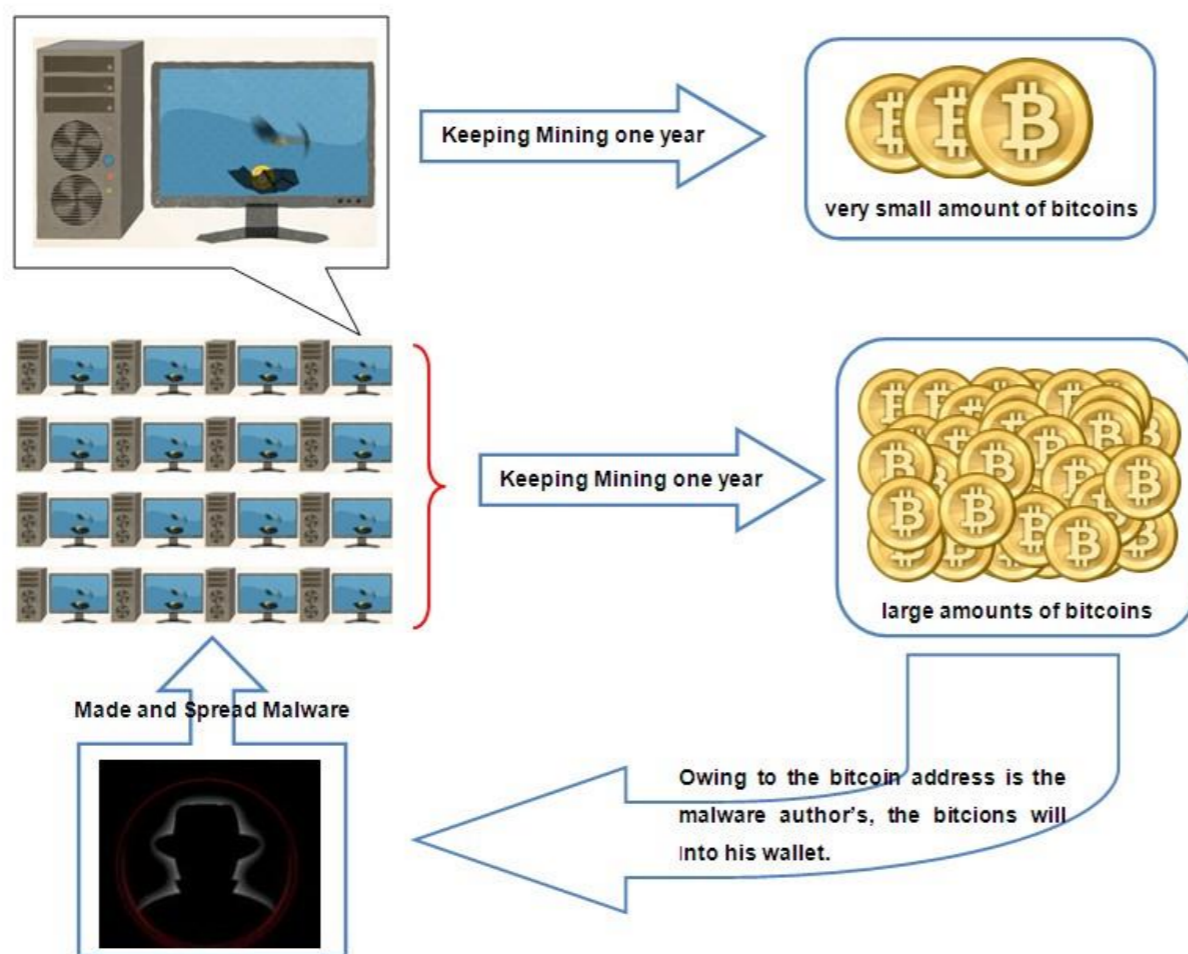 Keeping Mining one year
very small amount of bitcoins
Keeping Mining one year
large amounts of bitcoins
Made and Spread Malware
Owing to the bitcoin address is the
malware author's, the bitcions will
into his wallet.